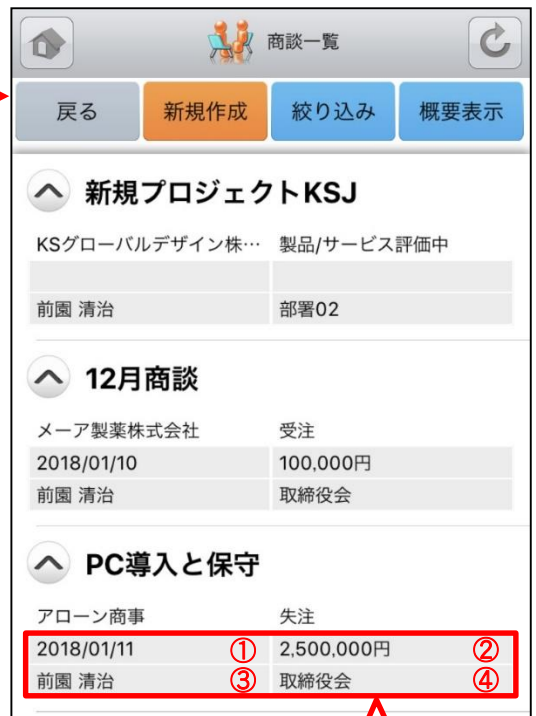 商談一覧
戻る 新規作成 絞り込み 概要表示
新規プロジェクトKSJ
KSグローバルデザイン株… 製品/サービス評価中
前園 清治 部署02
12月商談
メーア製薬株式会社 受注
2018/01/10 100,000円
前園 清治 取締役会
PC導入と保守
アローン商事 失注
2018/01/11 ① 2,500,000円 ②
前園 清治 ③ 取締役会 ④